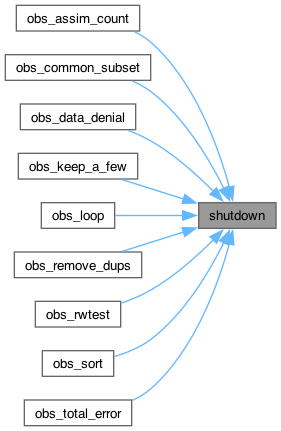 obs_assim_count
obs_common_subset
obs_data_denial
obs_keep_a_few
obs_loop
shutdown
obs_remove_dups
obs_rwtest
obs_sort
obs_total_error